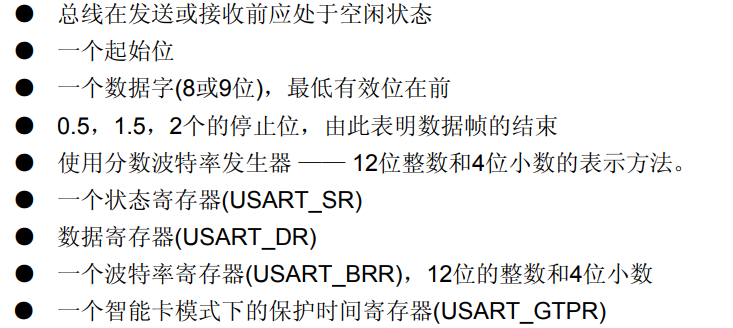 ● 总线在发送或接收前应处于空闲状态
● 一个起始位
● 一个数据字(8或9位)，最低有效位在前
● 0.5，1.5，2个的停止位，由此表明数据帧的结束
● 使用分数波特率发生器 —— 12位整数和4位小数的表示方法。
● 一个状态寄存器(USART_SR)
● 数据寄存器(USART_DR)
● 一个波特率寄存器(USART_BRR)，12位的整数和4位小数
● 一个智能卡模式下的保护时间寄存器(USART_GTPR)